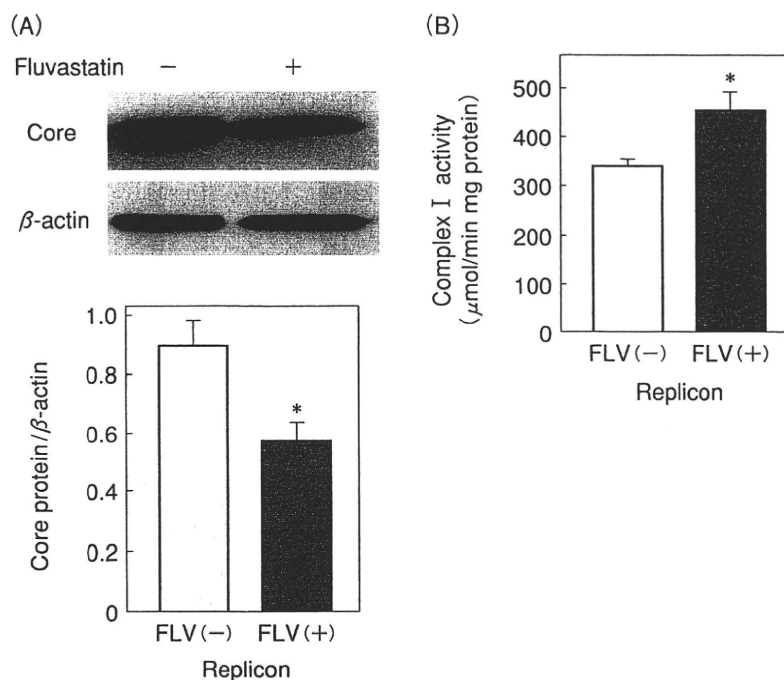 (A)
Fluvastatin − +
Core
β-actin
Core protein/β-actin
1.0
0.8
0.6
0.4
0.2
0
*
FLV(−) FLV(+)
Replicon
(B)
Complex I activity
(μmol/min mg protein)
500
400
300
200
100
0
*
FLV(−) FLV(+)
Replicon